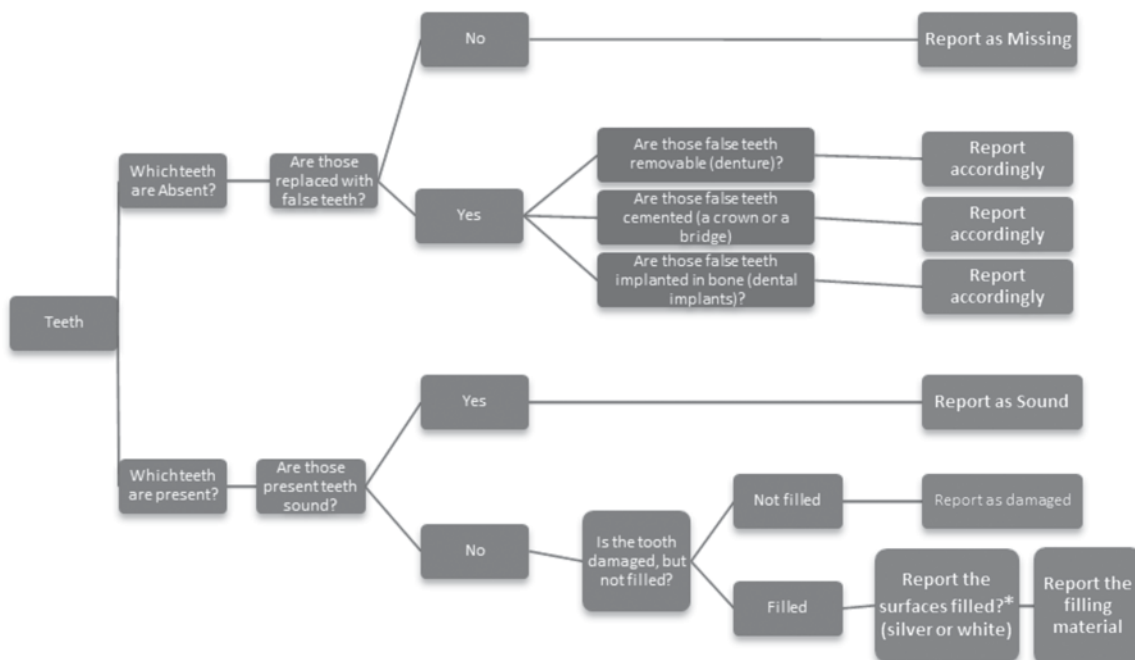 No
Report as Missing
Which teeth
are Absent?
Are those
replaced with
false teeth?
Yes
Are those false teeth
removable (denture)?
Report
accordingly
Are those false teeth
cemented (a crown or a
bridge)
Report
accordingly
Are those false teeth
implanted in bone (dental
implants)?
Report
accordingly
Teeth
Yes
Report as Sound
Which teeth
are present?
Are those
present teeth
sound?
No
Is the tooth
damaged, but
not filled?
Not filled
Report as damaged
Filled
Report the
surfaces filled?*
(silver or white)
Report the
filling
material